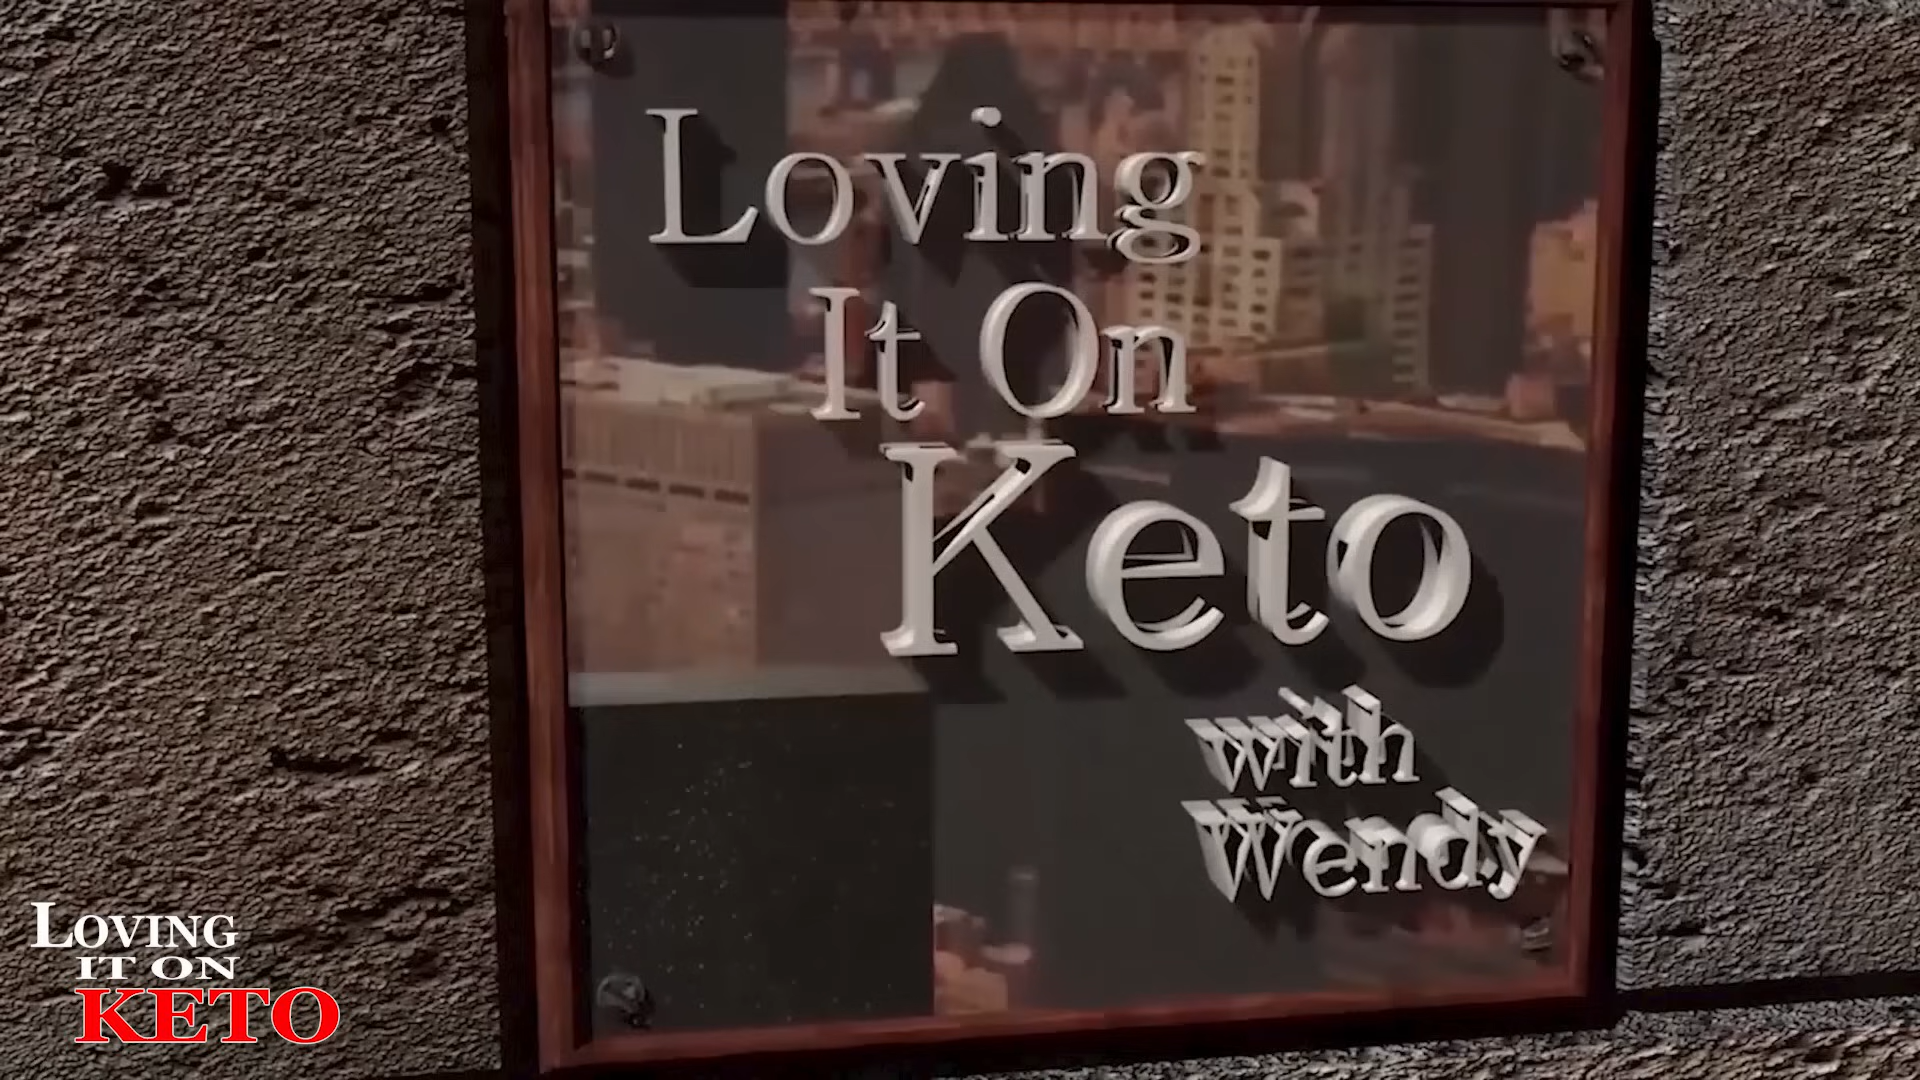 Loving
It On
Keto
with
Wendy
LOVING
IT ON
KETO